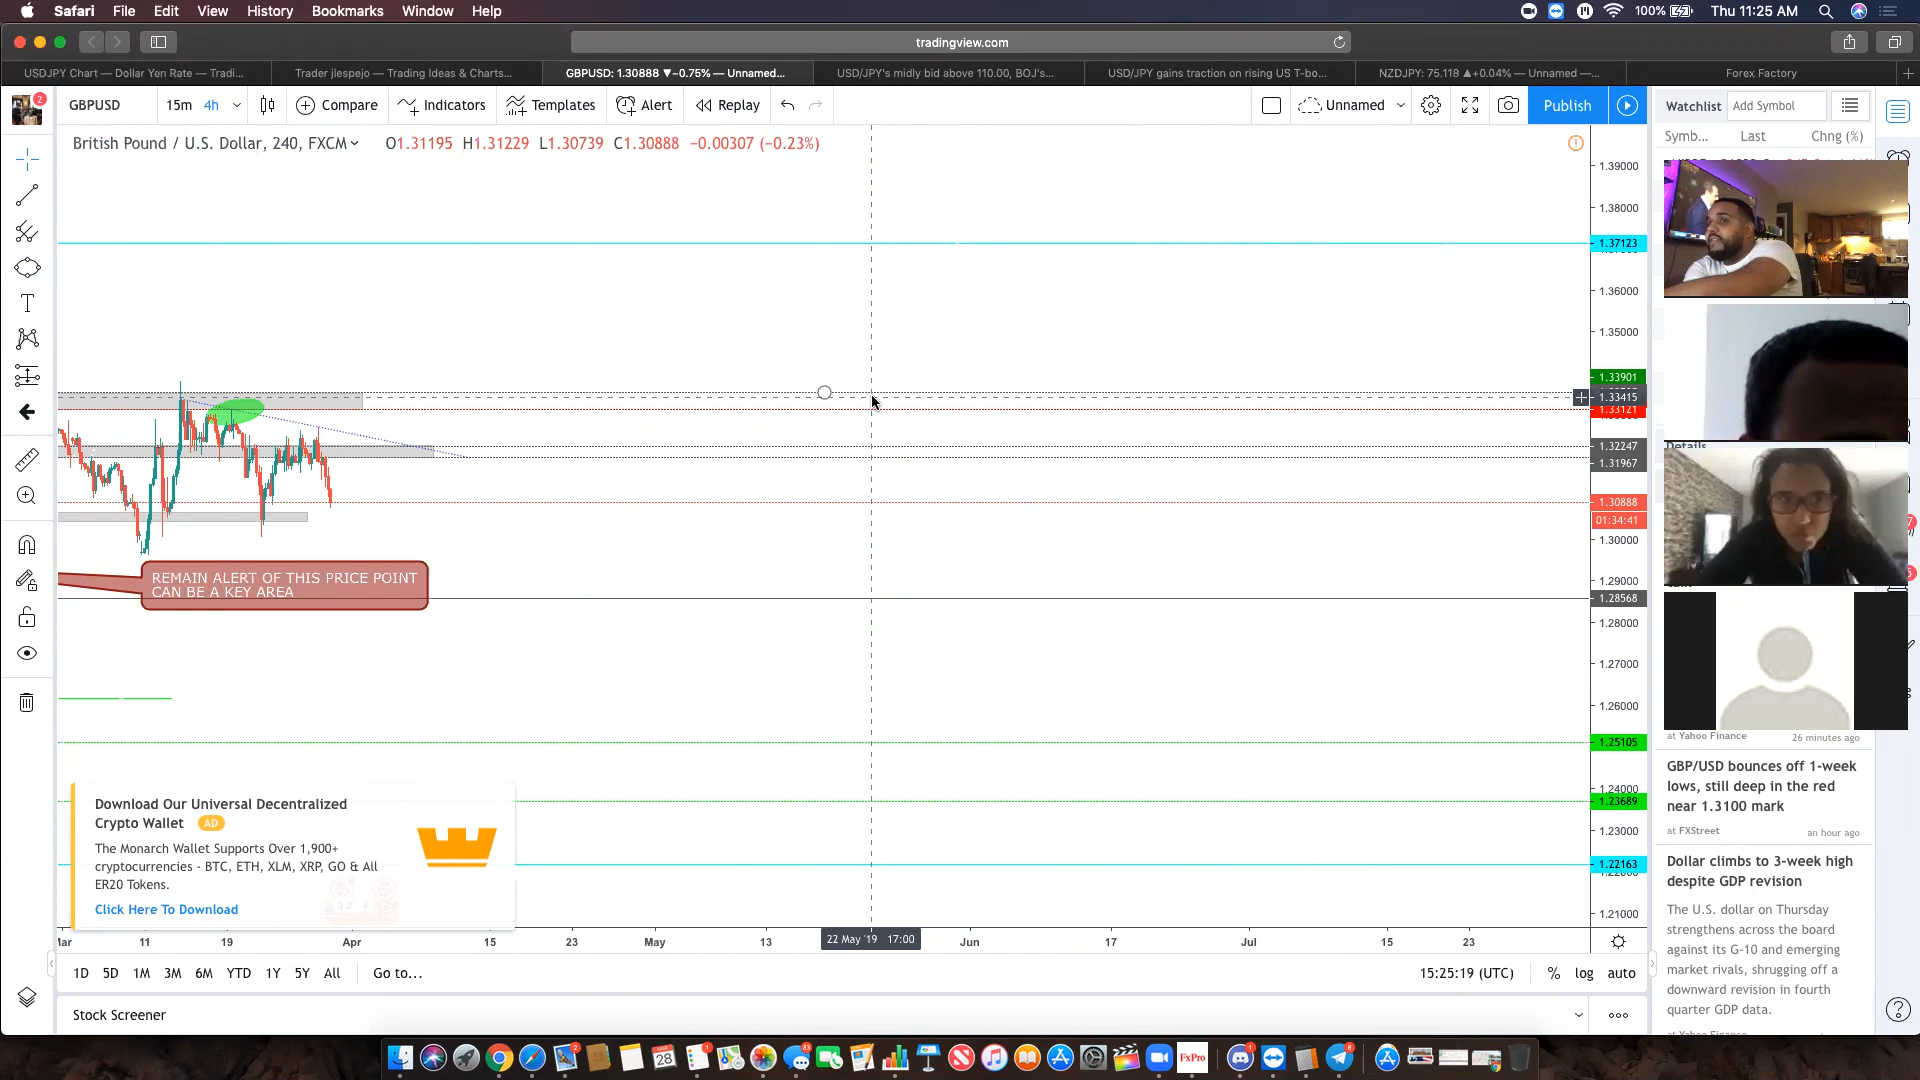 Safari File Edit View History Bookmarks Window Help
100% Thu 11:25 AM
tradingview.com
USDJPY Chart — Dollar Yen Rate — Tradi...
Trader jlespejo — Trading Ideas & Charts...
GBPUSD: 1.30888 ▼−0.75% — Unnamed...
USD/JPY's midly bid above 110.00, BOJ's...
USD/JPY gains traction on rising US T-bo...
NZDJPY: 75.118 ▲+0.04% — Unnamed —...
Forex Factory
2
GBPUSD 15m 4h Compare Indicators Templates Alert Replay
Unnamed Publish
Watchlist Add Symbol
Symb... Last Chng (%)
British Pound / U.S. Dollar, 240, FXCM O1.31195 H1.31229 L1.30739 C1.30888 −0.00307 (−0.23%)
1.39000
1.38000
1.37123
1.36000
1.35000
1.33901
1.33415
1.33121
1.32247
1.31967
1.30888
01:34:41
1.30000
1.29000
1.28568
1.28000
1.27000
1.26000
1.25105
1.24000
1.23689
1.23000
1.22163
1.21000
REMAIN ALERT OF THIS PRICE POINT
CAN BE A KEY AREA
Details
Download Our Universal Decentralized
Crypto Wallet AD
The Monarch Wallet Supports Over 1,900+
cryptocurrencies - BTC, ETH, XLM, XRP, GO & All
ER20 Tokens.
Click Here To Download
at Yahoo Finance 26 minutes ago
GBP/USD bounces off 1-week
lows, still deep in the red
near 1.3100 mark
at FXStreet an hour ago
Dollar climbs to 3-week high
despite GDP revision
The U.S. dollar on Thursday
strengthens across the board
against its G-10 and emerging
market rivals, shrugging off a
downward revision in fourth
quarter GDP data.
11 19 Apr 15 23 May 13 22 May '19 17:00 Jun 17 Jul 15 23
1D 5D 1M 3M 6M YTD 1Y 5Y All Go to...
15:25:19 (UTC) % log auto
Stock Screener
28
FxPro